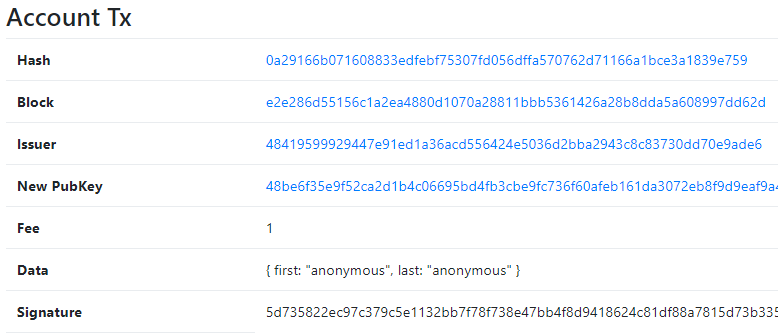 Account Tx
Hash 0a29166b071608833edfebf75307fd056dffa570762d71166a1bce3a1839e759
Block e2e286d55156c1a2ea4880d1070a28811bbb5361426a28b8dda5a608997dd62d
Issuer 48419599929447e91ed1a36acd556424e5036d2bba2943c8c83730dd70e9ade6
New PubKey 48be6f35e9f52ca2d1b4c06695bd4fb3cbe9fc736f60afeb161da3072eb8f9d9eaf9a4
Fee 1
Data { first: "anonymous", last: "anonymous" }
Signature 5d735822ec97c379c5e1132bb7f78f738e47bb4f8d9418624c81df88a7815d73b333